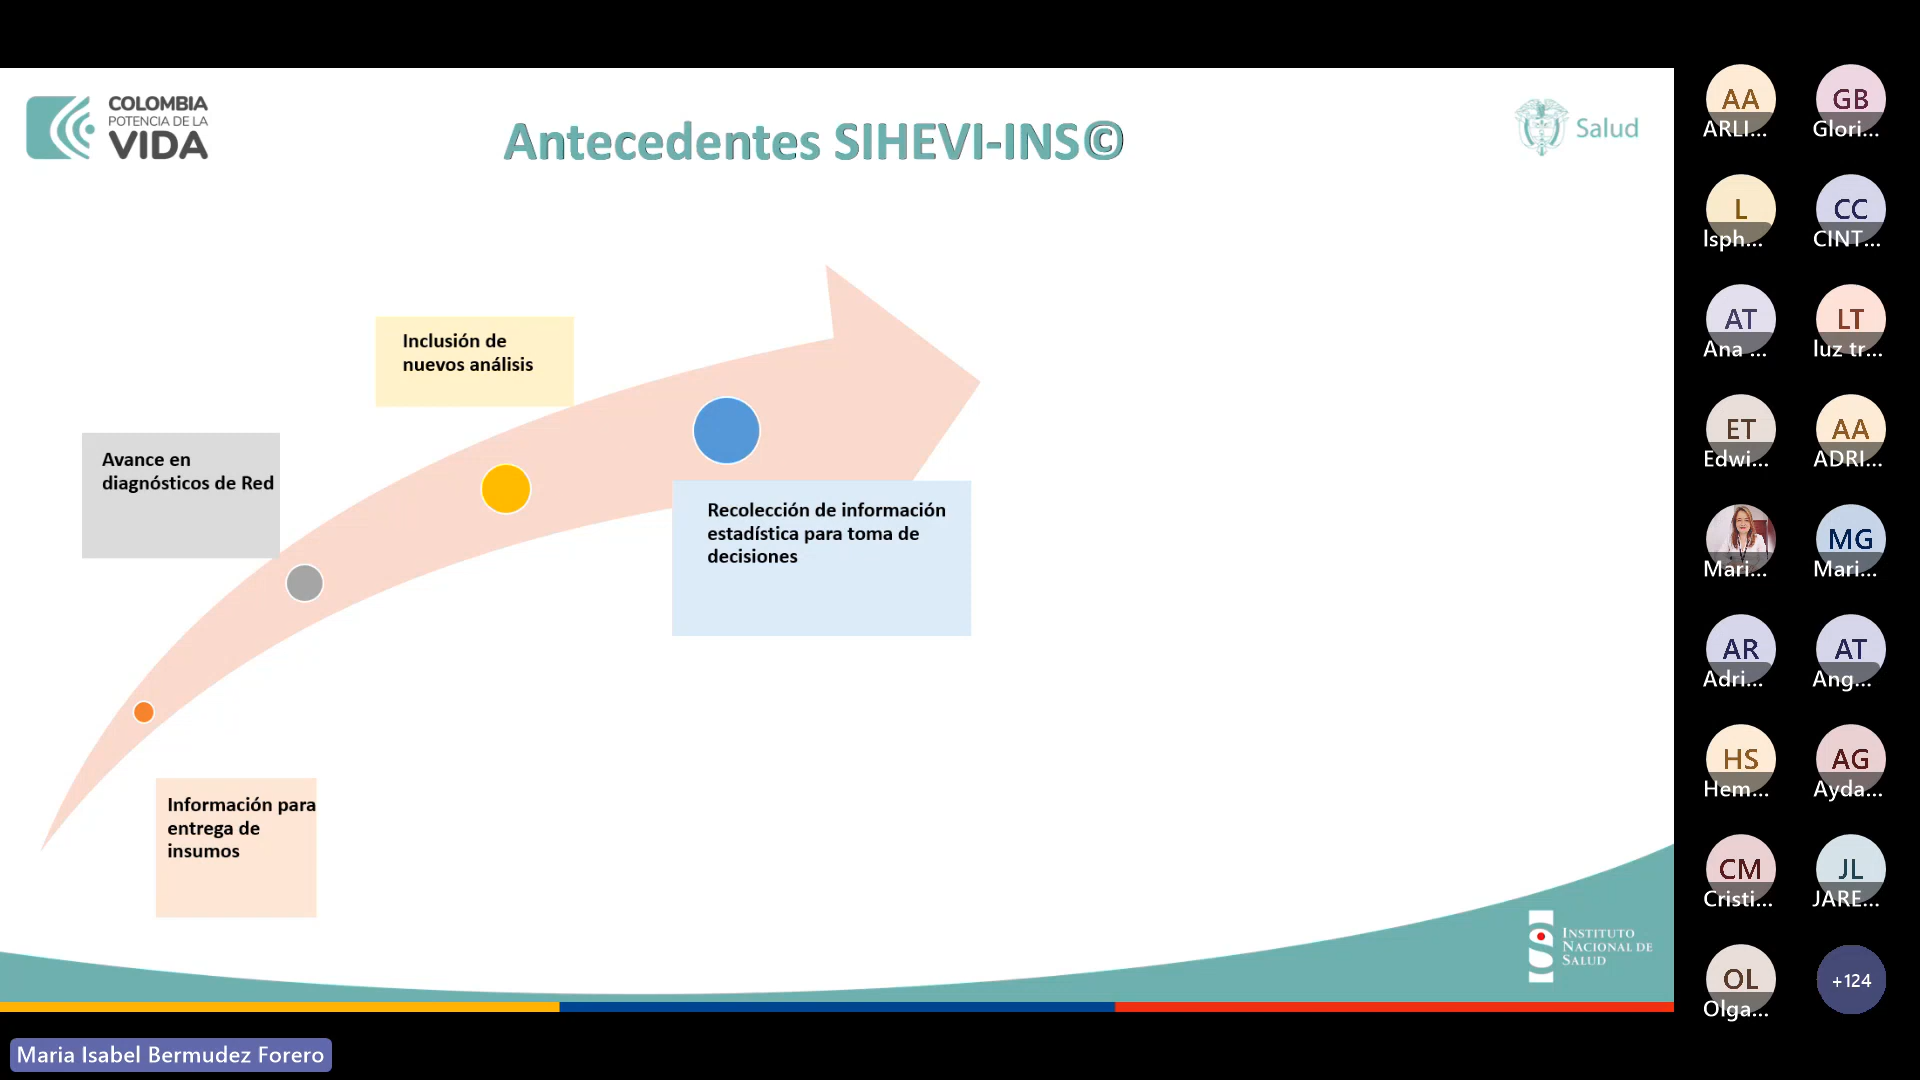 COLOMBIA
POTENCIA DE LA
VIDA
Antecedentes SIHEVI-INS©
Salud
Inclusión de
nuevos análisis
Avance en
diagnósticos de Red
Recolección de información
estadística para toma de
decisiones
Información para
entrega de
insumos
INSTITUTO
NACIONAL DE
SALUD
Maria Isabel Bermudez Forero
AA
ARLI...
GB
Glori...
L
lsph...
CC
CINT...
AT
Ana ...
LT
luz tr...
ET
Edwi...
AA
ADRI...
Mari...
MG
Mari...
AR
Adri...
AT
Ang...
HS
Hem...
AG
Ayda...
CM
Cristi...
JL
JARE...
OL
Olga...
+124